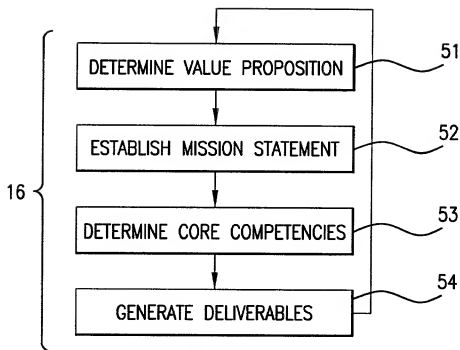 DETERMINE VALUE PROPOSITION
51
ESTABLISH MISSION STATEMENT
52
16
DETERMINE CORE COMPETENCIES
53
GENERATE DELIVERABLES
54